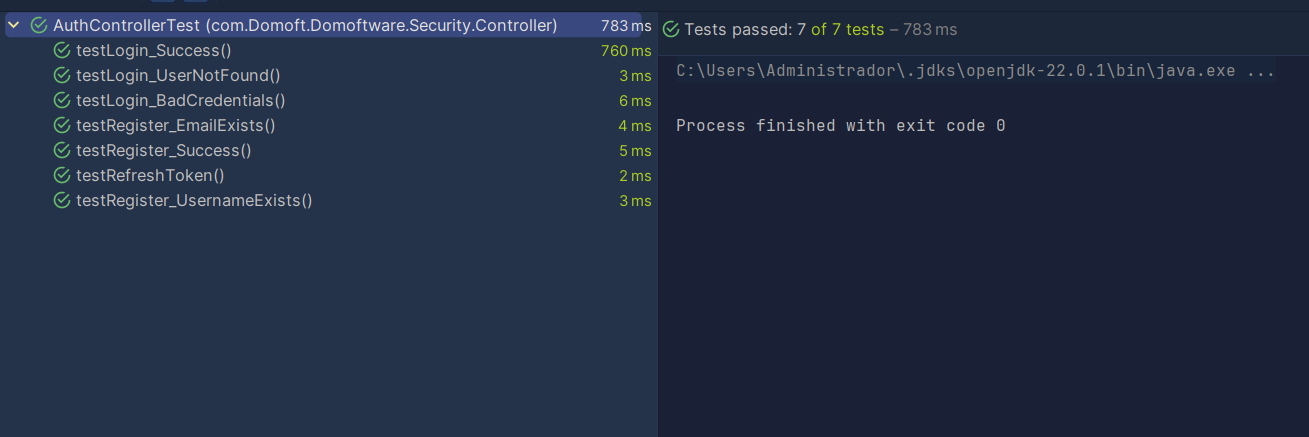 AuthControllerTest (com.Domoft.Domoftware.Security.Controller) 783 ms
testLogin_Success() 760 ms
testLogin_UserNotFound() 3 ms
testLogin_BadCredentials() 6 ms
testRegister_EmailExists() 4 ms
testRegister_Success() 5 ms
testRefreshToken() 2 ms
testRegister_UsernameExists() 3 ms
Tests passed: 7 of 7 tests – 783 ms
C:\Users\Administrador\.jdks\openjdk-22.0.1\bin\java.exe ...
Process finished with exit code 0